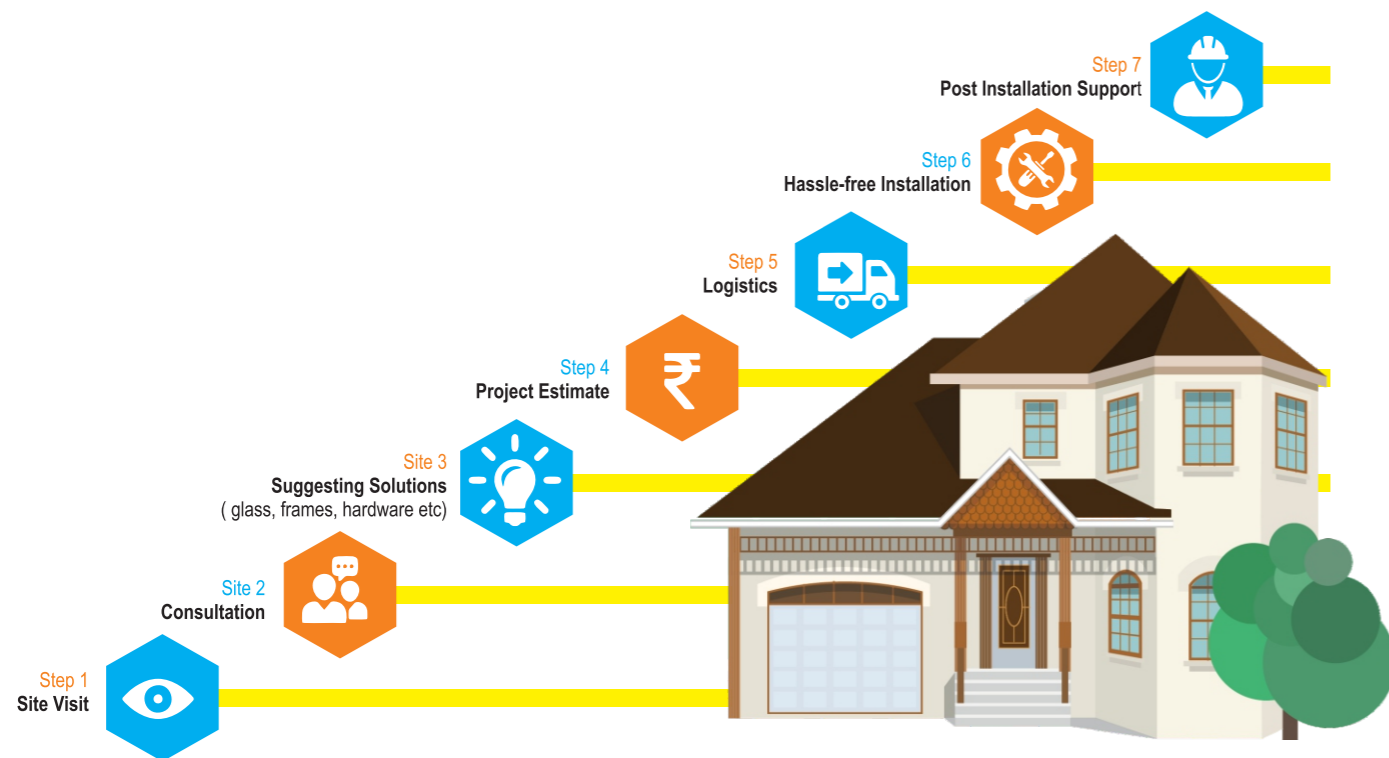 Step 7
Post Installation Support
Step 6
Hassle-free Installation
Step 5
Logistics
Step 4
Project Estimate
₹
Site 3
Suggesting Solutions
( glass, frames, hardware etc)
Site 2
Consultation
Step 1
Site Visit